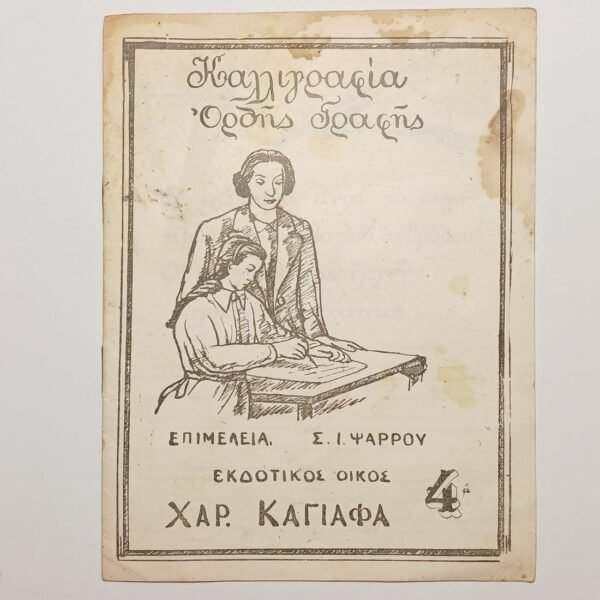 Καλλιγραφία
Ὀρθῆς Γραφῆς
ΕΠΙΜΕΛΕΙΑ. Σ. Ι. ΨΑΡΡΟΥ
ΕΚΔΟΤΙΚΟΣ ΟΙΚΟΣ
ΧΑΡ. ΚΑΓΙΑΦΑ
4